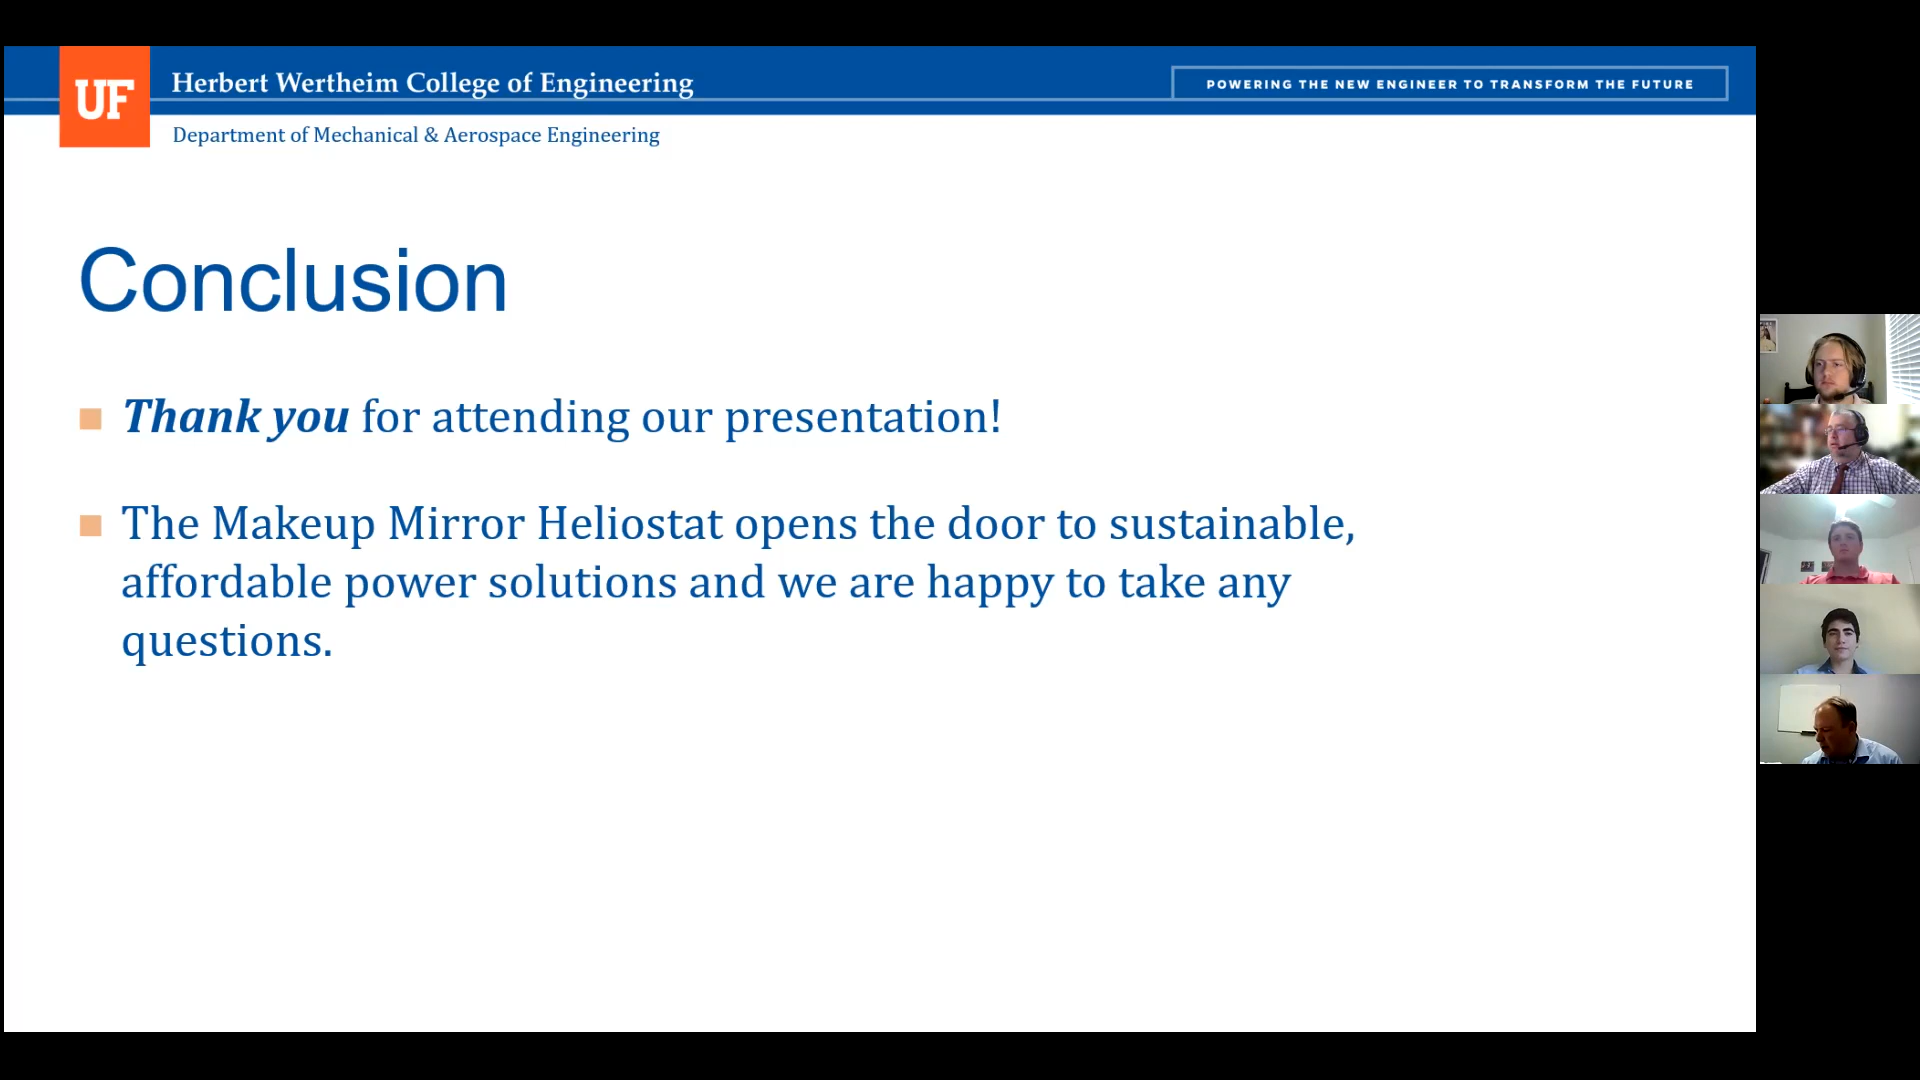 UF
Herbert Wertheim College of Engineering
POWERING THE NEW ENGINEER TO TRANSFORM THE FUTURE
Department of Mechanical & Aerospace Engineering
Conclusion
Thank you for attending our presentation!
The Makeup Mirror Heliostat opens the door to sustainable,
affordable power solutions and we are happy to take any
questions.